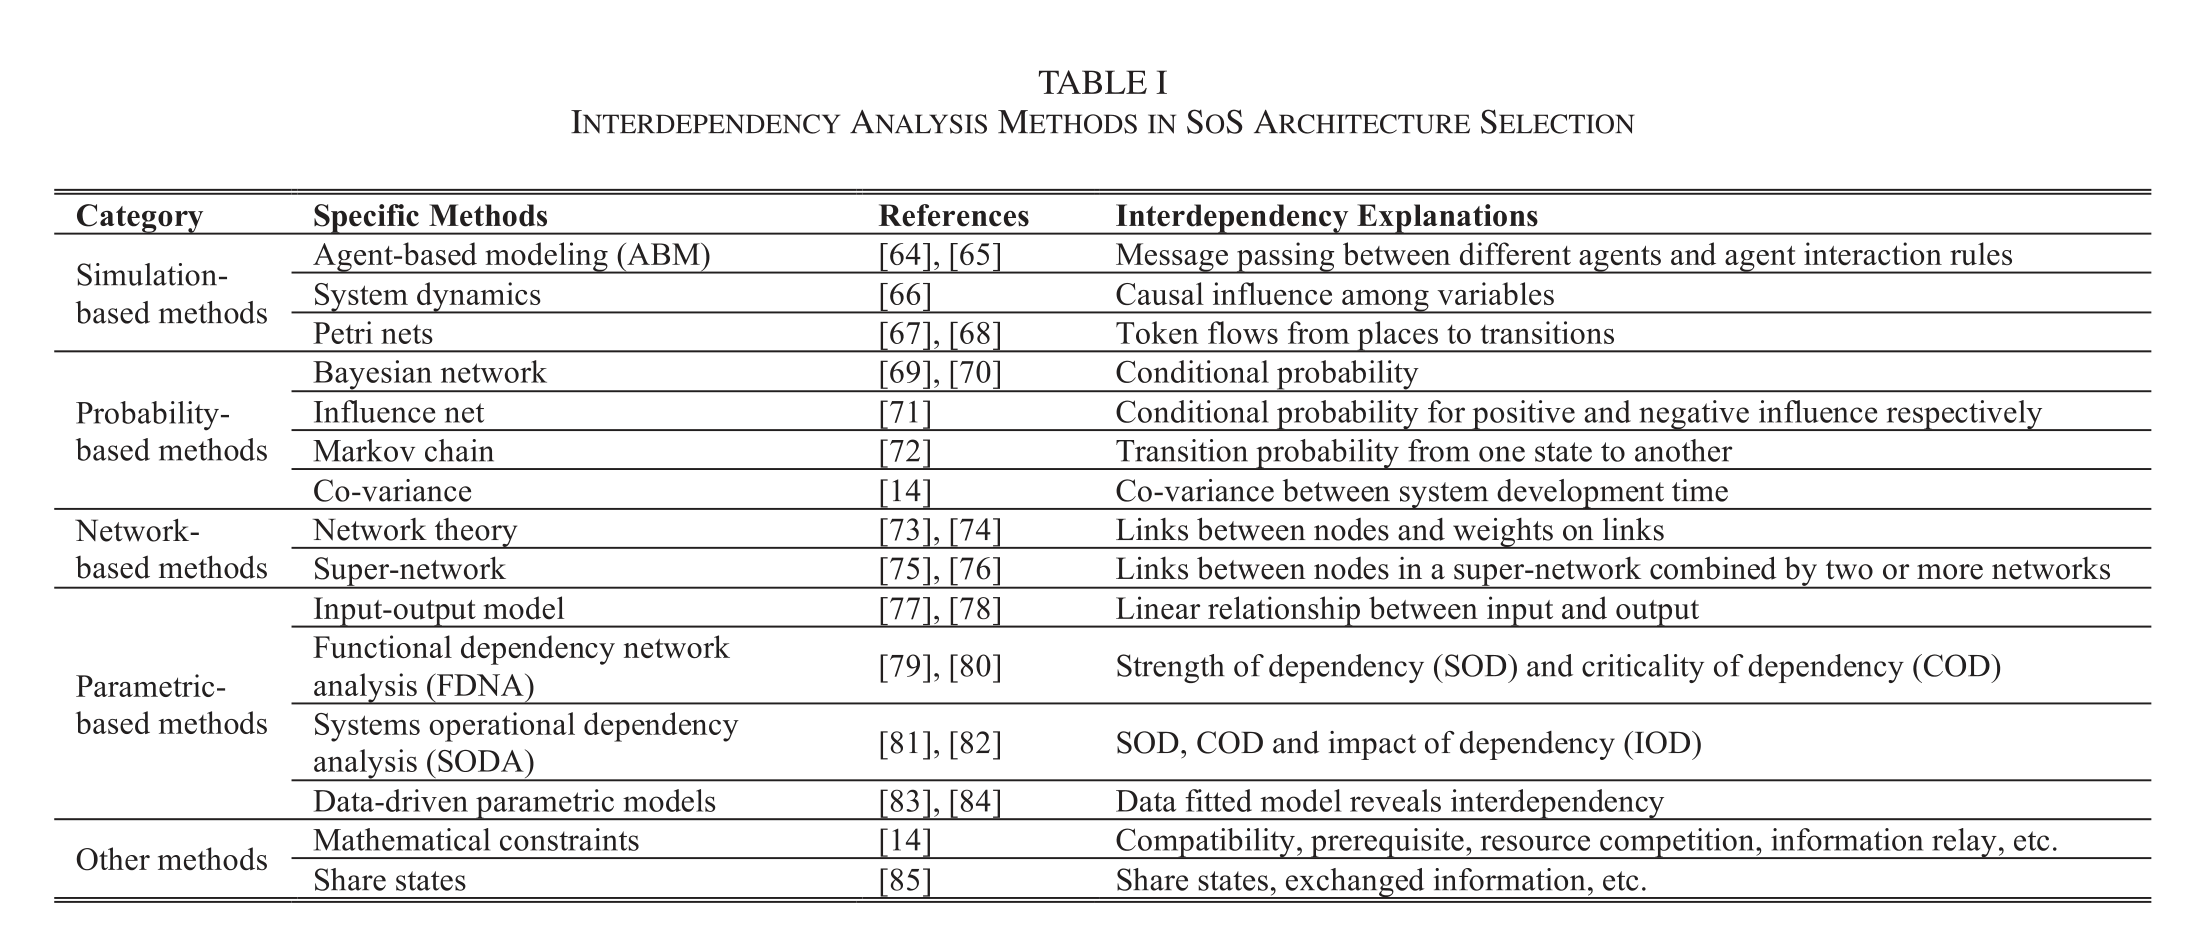 TABLE I
INTERDEPENDENCY ANALYSIS METHODS IN SOS ARCHITECTURE SELECTION
Category Specific Methods References Interdependency Explanations
Simulation-
based methods
Agent-based modeling (ABM) [64], [65] Message passing between different agents and agent interaction rules
System dynamics [66] Causal influence among variables
Petri nets [67], [68] Token flows from places to transitions
Probability-
based methods
Bayesian network [69], [70] Conditional probability
Influence net [71] Conditional probability for positive and negative influence respectively
Markov chain [72] Transition probability from one state to another
Co-variance [14] Co-variance between system development time
Network-
based methods
Network theory [73], [74] Links between nodes and weights on links
Super-network [75], [76] Links between nodes in a super-network combined by two or more networks
Parametric-
based methods
Input-output model [77], [78] Linear relationship between input and output
Functional dependency network
analysis (FDNA)
[79], [80] Strength of dependency (SOD) and criticality of dependency (COD)
Systems operational dependency
analysis (SODA)
[81], [82] SOD, COD and impact of dependency (IOD)
Data-driven parametric models [83], [84] Data fitted model reveals interdependency
Other methods
Mathematical constraints [14] Compatibility, prerequisite, resource competition, information relay, etc.
Share states [85] Share states, exchanged information, etc.